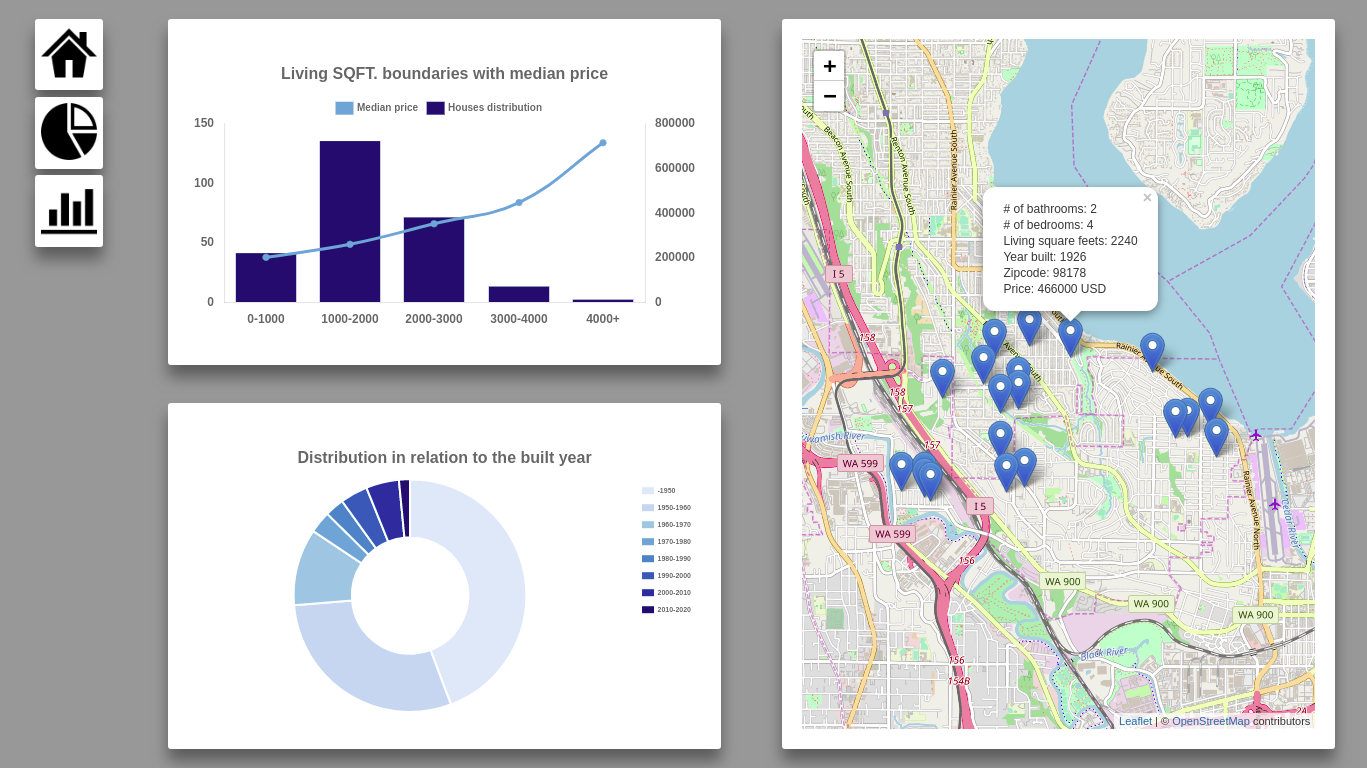 Living SQFT. boundaries with median price
Median price
Houses distribution
150
100
50
0
800000
600000
400000
200000
0
0-1000
1000-2000
2000-3000
3000-4000
4000+
Distribution in relation to the built year
-1950
1950-1960
1960-1970
1970-1980
1980-1990
1990-2000
2000-2010
2010-2020
+
−
Beacon Avenue South
Renton Avenue South
Rainier Avenue South
×
# of bathrooms: 2
# of bedrooms: 4
Living square feets: 2240
Year built: 1926
Zipcode: 98178
Price: 466000 USD
I 5
158
158
157
157
WA 599
I 5
WA 599
156
WA 900
WA 900
WA 900
Rainier Avenue North
Black River
156
154B
2A
Leaflet | © OpenStreetMap contributors